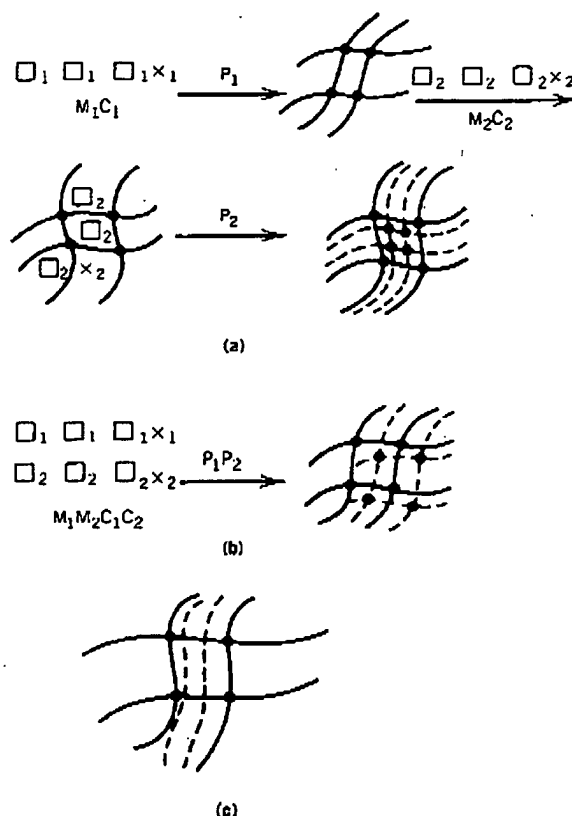 □₁ □₁ □₁×₁
M₁C₁
P₁
□₂ □₂ □₂×₂
M₂C₂
□₂
□₂
□₂×₂
P₂
(a)
□₁ □₁ □₁×₁
□₂ □₂ □₂×₂
M₁M₂C₁C₂
P₁P₂
(b)
(c)